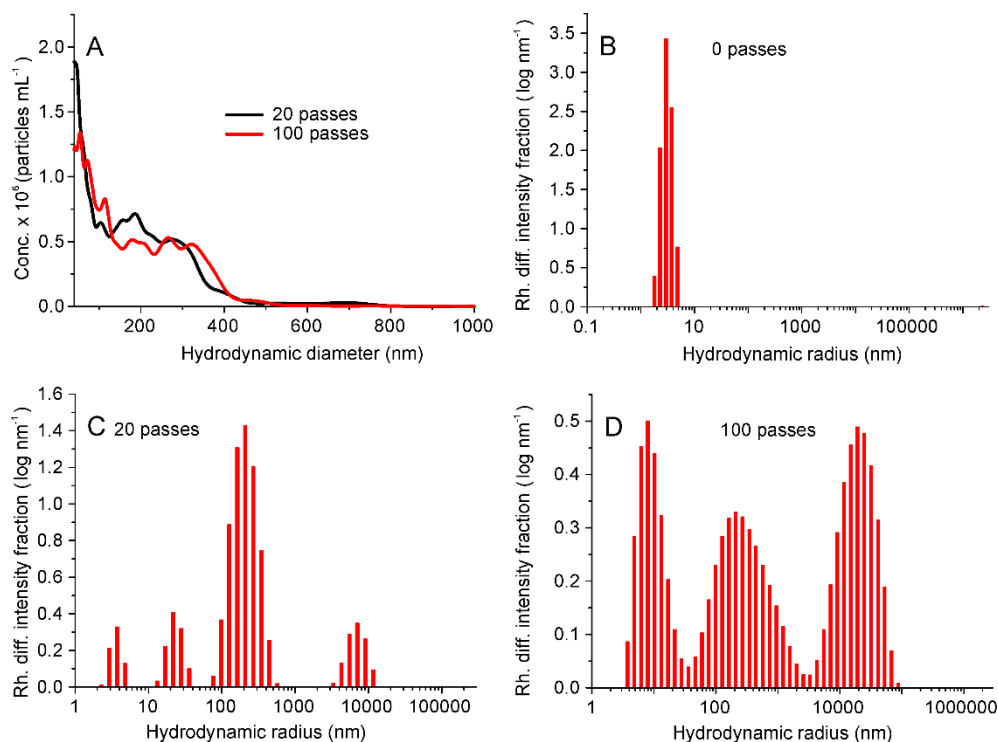 A
Conc. x 10⁶ (particles mL⁻¹)
2.0
1.5
1.0
0.5
0.0
20 passes
100 passes
200 400 600 800 1000
Hydrodynamic diameter (nm)
B
0 passes
Rh. diff. intensity fraction ( log nm⁻¹)
3.5
3.0
2.5
2.0
1.5
1.0
0.5
0.0
0.1 10 1000 100000
Hydrodynamic radius (nm)
C
20 passes
Rh. diff. intensity fraction ( log nm⁻¹)
1.6
1.4
1.2
1.0
0.8
0.6
0.4
0.2
0.0
1 10 100 1000 10000 100000
Hydrodynamic radius (nm)
D
100 passes
Rh. diff. intensity fraction ( log nm⁻¹)
0.5
0.4
0.3
0.2
0.1
0.0
1 100 10000 1000000
Hydrodynamic radius (nm)